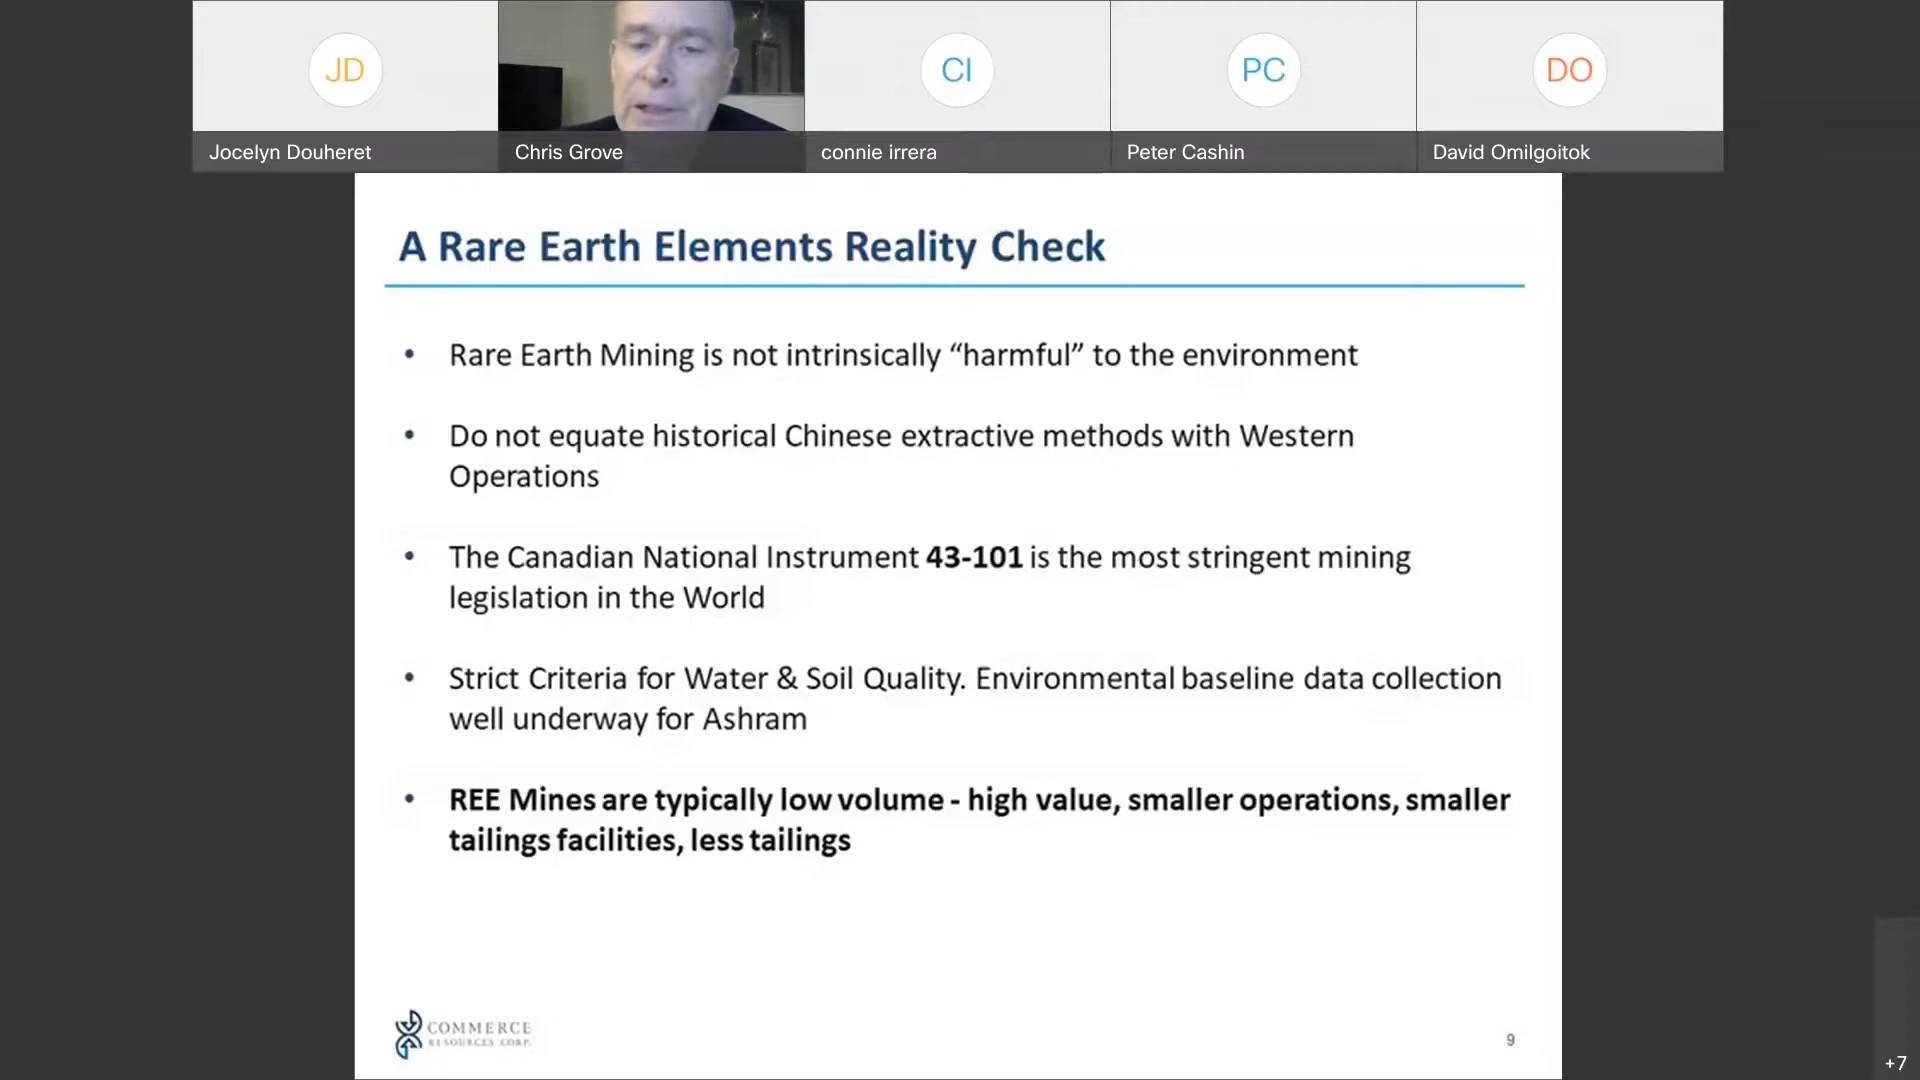 JD
CI
PC
DO
Jocelyn Douheret
Chris Grove
connie irrera
Peter Cashin
David Omilgoitok
A Rare Earth Elements Reality Check
• Rare Earth Mining is not intrinsically “harmful” to the environment
• Do not equate historical Chinese extractive methods with Western
Operations
• The Canadian National Instrument 43-101 is the most stringent mining
legislation in the World
• Strict Criteria for Water & Soil Quality. Environmental baseline data collection
well underway for Ashram
• REE Mines are typically low volume - high value, smaller operations, smaller
tailings facilities, less tailings
COMMERCE
RESOURCES CORP.
9
+7